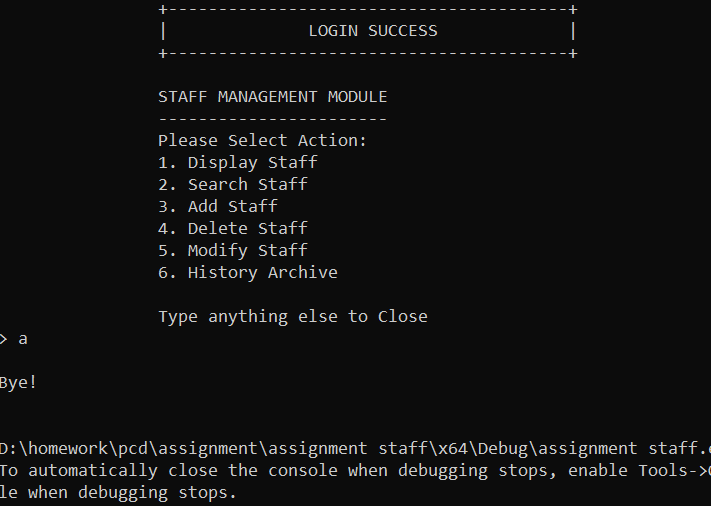 +----------------------------------------+
| LOGIN SUCCESS |
+----------------------------------------+
STAFF MANAGEMENT MODULE
-----------------------
Please Select Action:
1. Display Staff
2. Search Staff
3. Add Staff
4. Delete Staff
5. Modify Staff
6. History Archive
Type anything else to Close
> a
Bye!
D:\homework\pcd\assignment\assignment staff\x64\Debug\assignment staff.
To automatically close the console when debugging stops, enable Tools->
le when debugging stops.